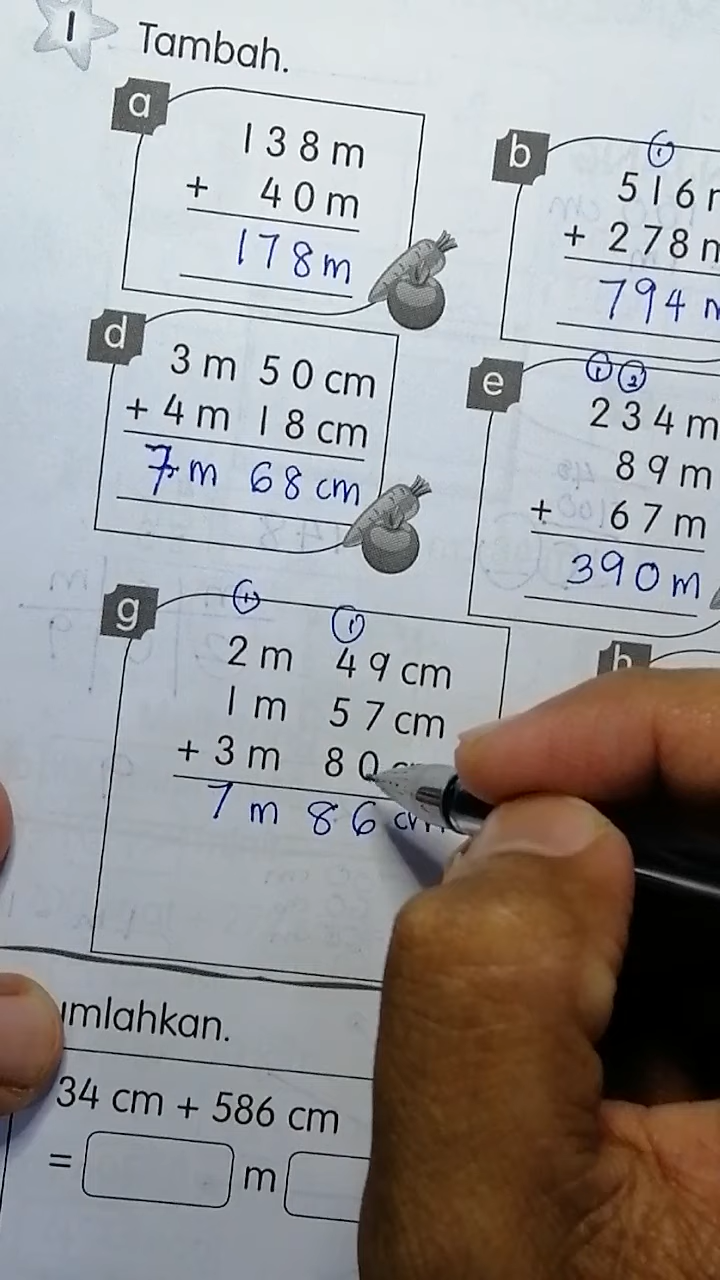 1 Tambah.
a
138 m
+ 40 m
178 m
b
1
516
+ 278
794
d
3 m 50 cm
+ 4 m 18 cm
7 m 68 cm
e
1 2
234 m
89 m
+ 67 m
390 m
g
1
2 m 49 cm
1 m 57 cm
+ 3 m 80
7 m 86 cm
h
umlahkan.
34 cm + 586 cm
= m